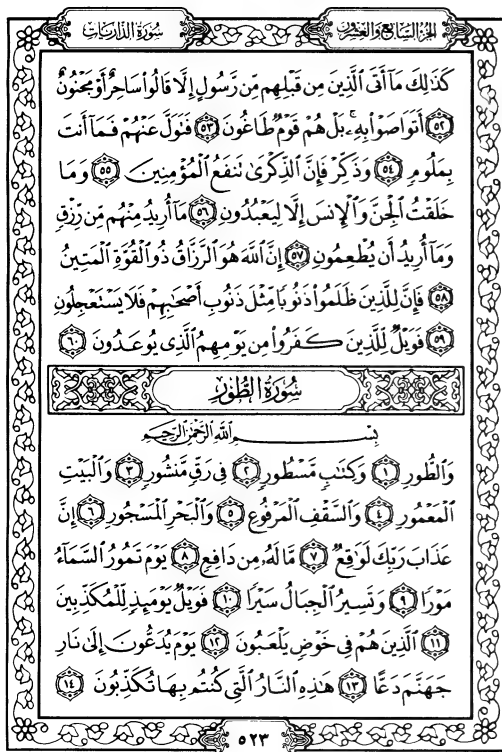 الجزء السابع والعشرون
سورة الذاريات
كَذَٰلِكَ مَآ أَتَى ٱلَّذِينَ مِن قَبْلِهِم مِّن رَّسُولٍ إِلَّا قَالُوا۟ سَاحِرٌ أَوْ مَجْنُونٌ
٥٢ أَتَوَاصَوْا۟ بِهِۦ ۚ بَلْ هُمْ قَوْمٌ طَاغُونَ ٥٣ فَتَوَلَّ عَنْهُمْ فَمَآ أَنتَ
بِمَلُومٍ ٥٤ وَذَكِّرْ فَإِنَّ ٱلذِّكْرَىٰ تَنفَعُ ٱلْمُؤْمِنِينَ ٥٥ وَمَا
خَلَقْتُ ٱلْجِنَّ وَٱلْإِنسَ إِلَّا لِيَعْبُدُونِ ٥٦ مَآ أُرِيدُ مِنْهُم مِّن رِّزْقٍ
وَمَآ أُرِيدُ أَن يُطْعِمُونِ ٥٧ إِنَّ ٱللَّهَ هُوَ ٱلرَّزَّاقُ ذُو ٱلْقُوَّةِ ٱلْمَتِينُ
٥٨ فَإِنَّ لِلَّذِينَ ظَلَمُوا۟ ذَنُوبًا مِّثْلَ ذَنُوبِ أَصْحَٰبِهِمْ فَلَا يَسْتَعْجِلُونِ
٥٩ فَوَيْلٌ لِّلَّذِينَ كَفَرُوا۟ مِن يَوْمِهِمُ ٱلَّذِى يُوعَدُونَ ٦٠
سُورَةُ الطُّورِ
بِسْمِ اللَّهِ الرَّحْمَٰنِ الرَّحِيمِ
وَٱلطُّورِ ١ وَكِتَٰبٍ مَّسْطُورٍ ٢ فِى رَقٍّ مَّنشُورٍ ٣ وَٱلْبَيْتِ
ٱلْمَعْمُورِ ٤ وَٱلسَّقْفِ ٱلْمَرْفُوعِ ٥ وَٱلْبَحْرِ ٱلْمَسْجُورِ ٦ إِنَّ
عَذَابَ رَبِّكَ لَوَٰقِعٌ ٧ مَّا لَهُۥ مِن دَافِعٍ ٨ يَوْمَ تَمُورُ ٱلسَّمَآءُ
مَوْرًا ٩ وَتَسِيرُ ٱلْجِبَالُ سَيْرًا ١٠ فَوَيْلٌ يَوْمَئِذٍ لِّلْمُكَذِّبِينَ
١١ ٱلَّذِينَ هُمْ فِى خَوْضٍ يَلْعَبُونَ ١٢ يَوْمَ يُدَعُّونَ إِلَىٰ نَارِ
جَهَنَّمَ دَعًّا ١٣ هَٰذِهِ ٱلنَّارُ ٱلَّتِى كُنتُم بِهَا تُكَذِّبُونَ ١٤
٥٢٣